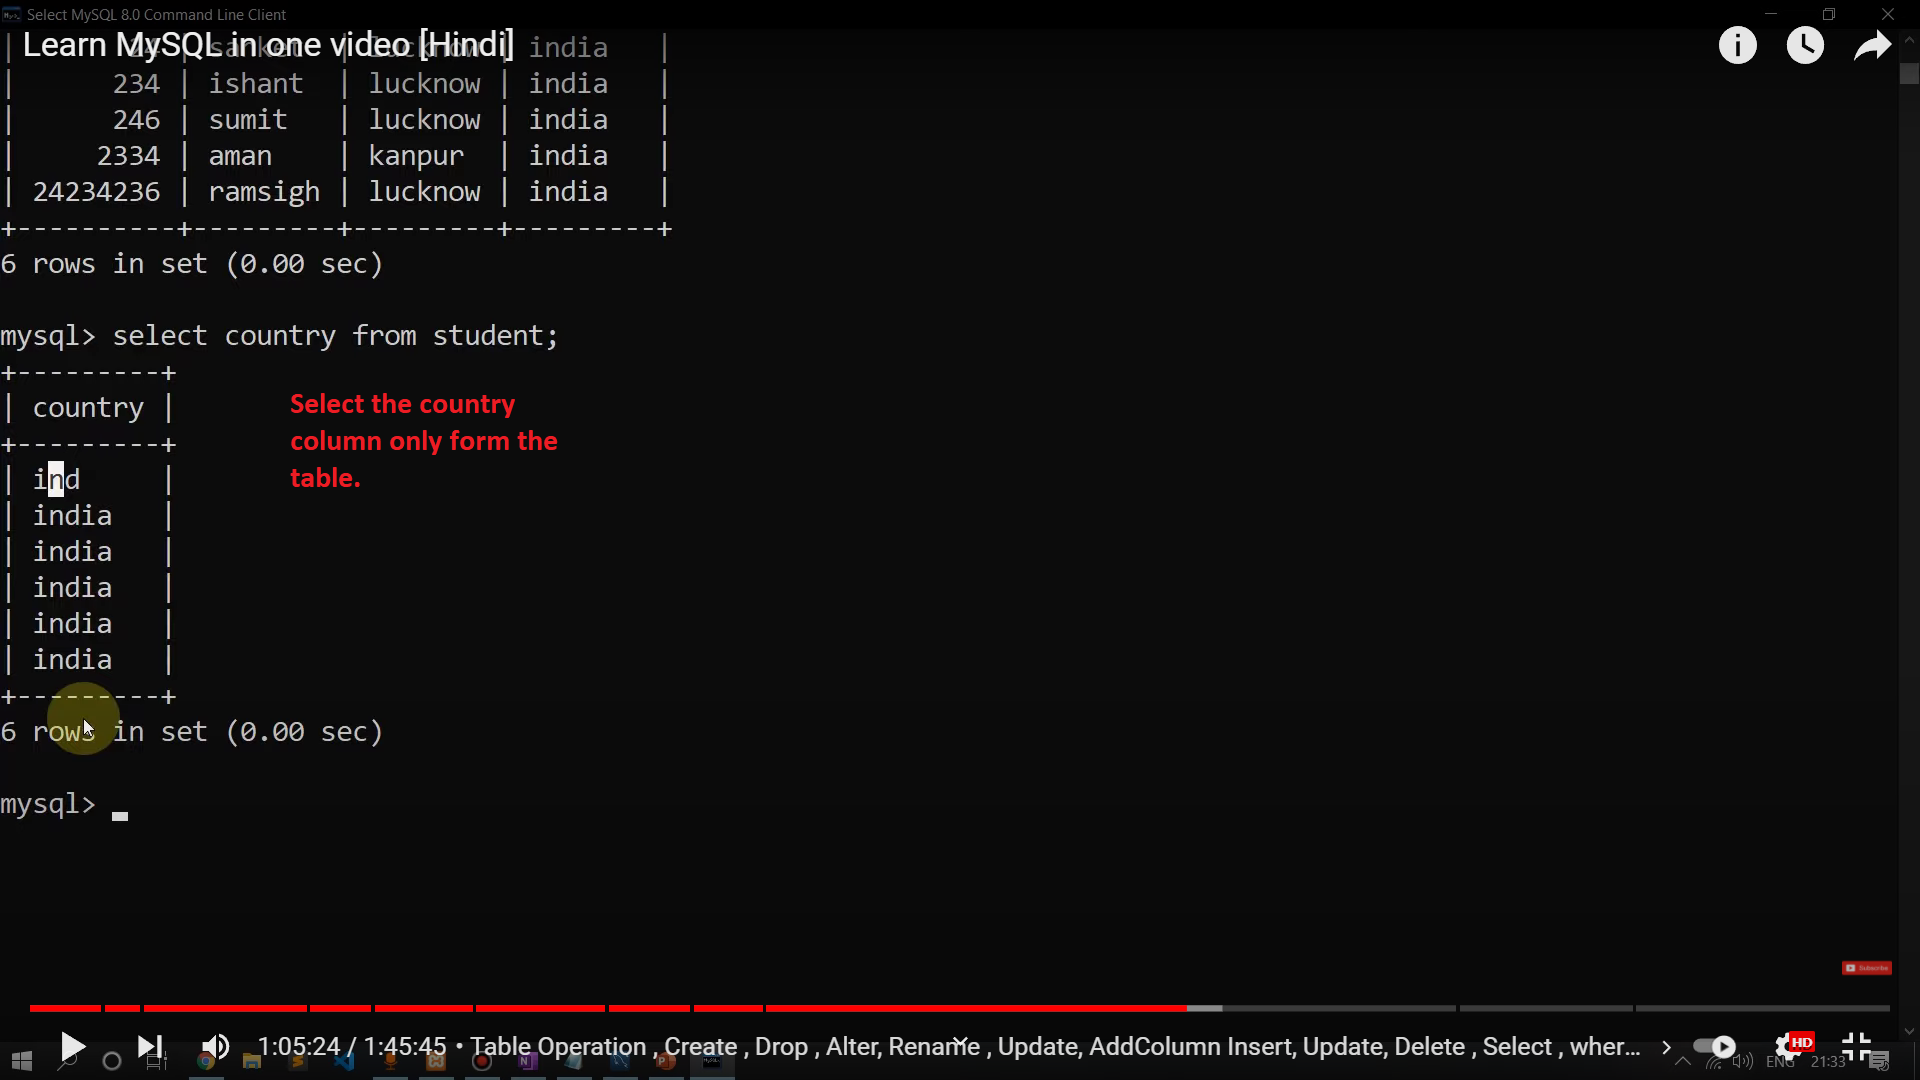 Select MySQL 8.0 Command Line Client
Learn MySQL in one video [Hindi]
india
| 234 | ishant | lucknow | india |
| 246 | sumit | lucknow | india |
| 2334 | aman | kanpur | india |
| 24234236 | ramsigh | lucknow | india |
+----------+---------+---------+---------+
6 rows in set (0.00 sec)
mysql> select country from student;
+---------+
| country |
+---------+
| ind |
| india |
| india |
| india |
| india |
| india |
+---------+
6 rows in set (0.00 sec)
mysql> _
Select the country
column only form the
table.
Subscribe
1:05:24 / 1:45:45 • Table Operation , Create , Drop , Alter, Rename , Update, AddColumn Insert, Update, Delete , Select , wher...
HD
ENG
21:33